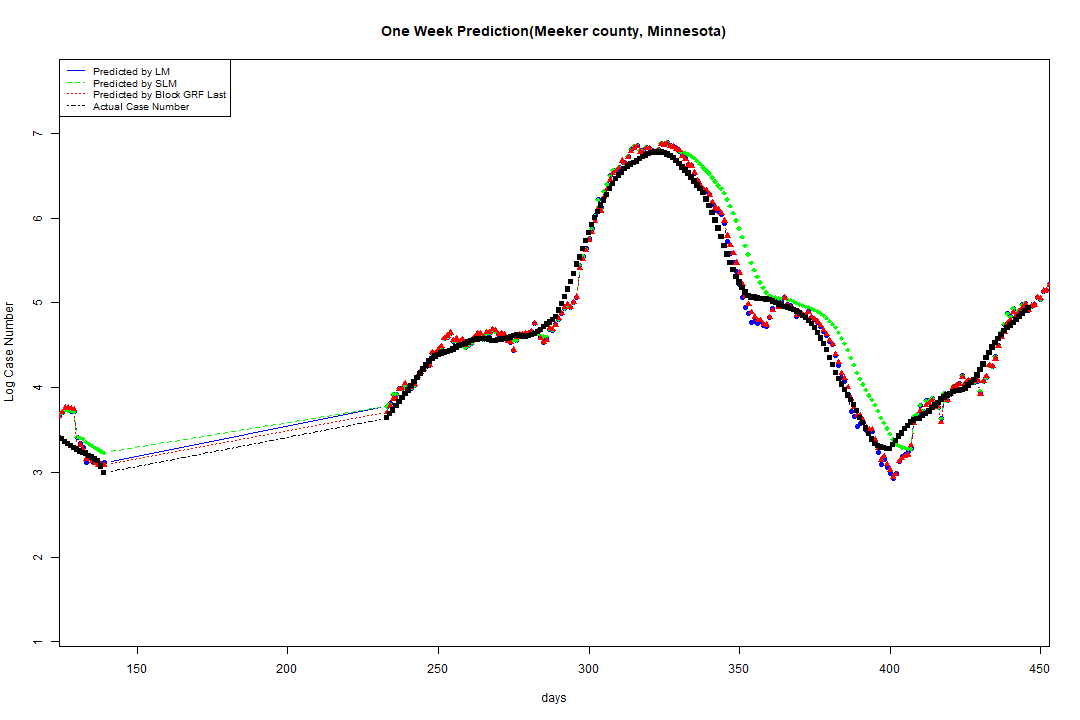 One Week Prediction(Meeker county, Minnesota)
Predicted by LM
Predicted by SLM
Predicted by Block GRF Last
Actual Case Number
7
6
5
4
3
2
1
Log Case Number
150 200 250 300 350 400 450
days